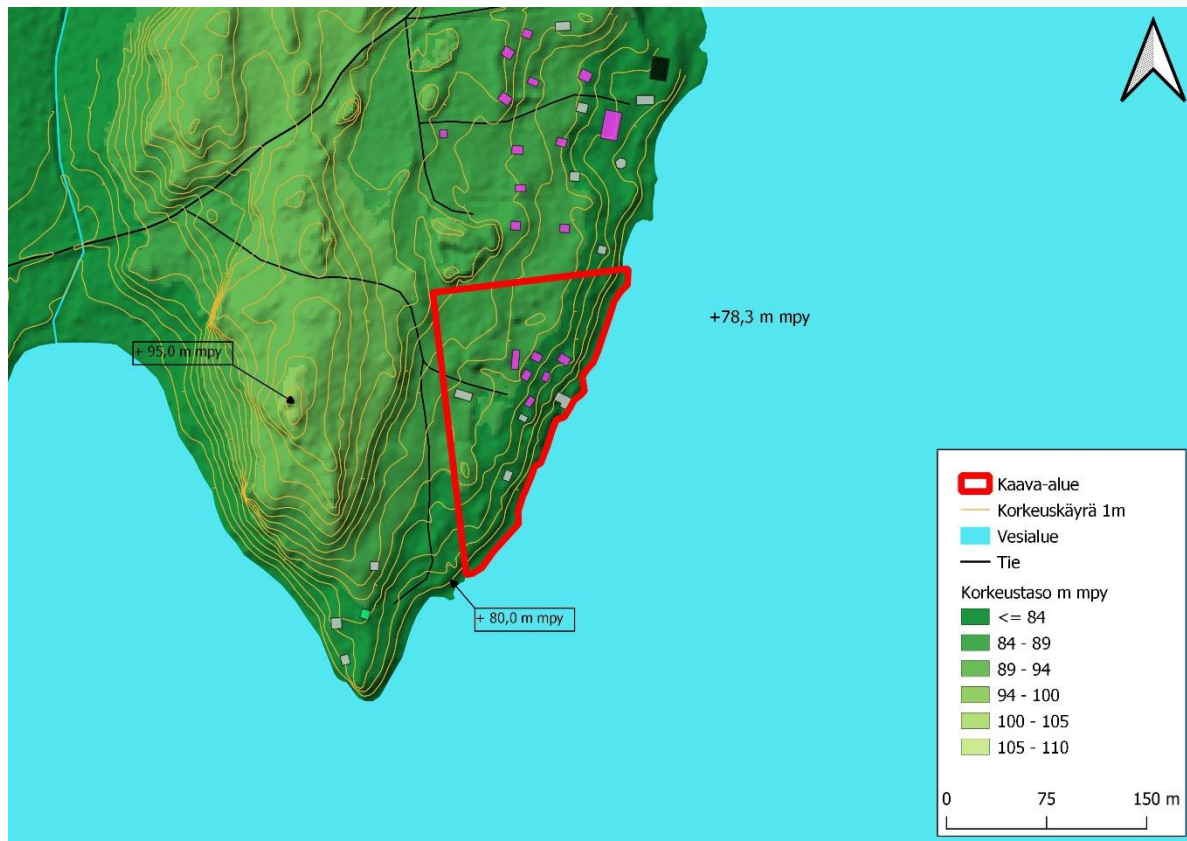 +78,3 m mpy
+ 95,0 m mpy
+ 80,0 m mpy
Kaava-alue
Korkeuskäyrä 1m
Vesialue
Tie
Korkeustaso m mpy
<= 84
84 - 89
89 - 94
94 - 100
100 - 105
105 - 110
0 75 150 m